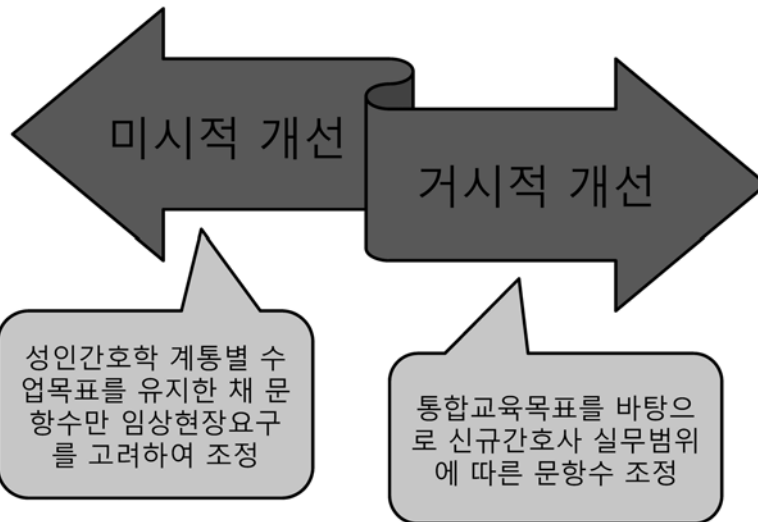 미시적 개선
거시적 개선
성인간호학 계통별 수
업목표를 유지한 채 문
항수만 임상현장요구
를 고려하여 조정
통합교육목표를 바탕으
로 신규간호사 실무범위
에 따른 문항수 조정